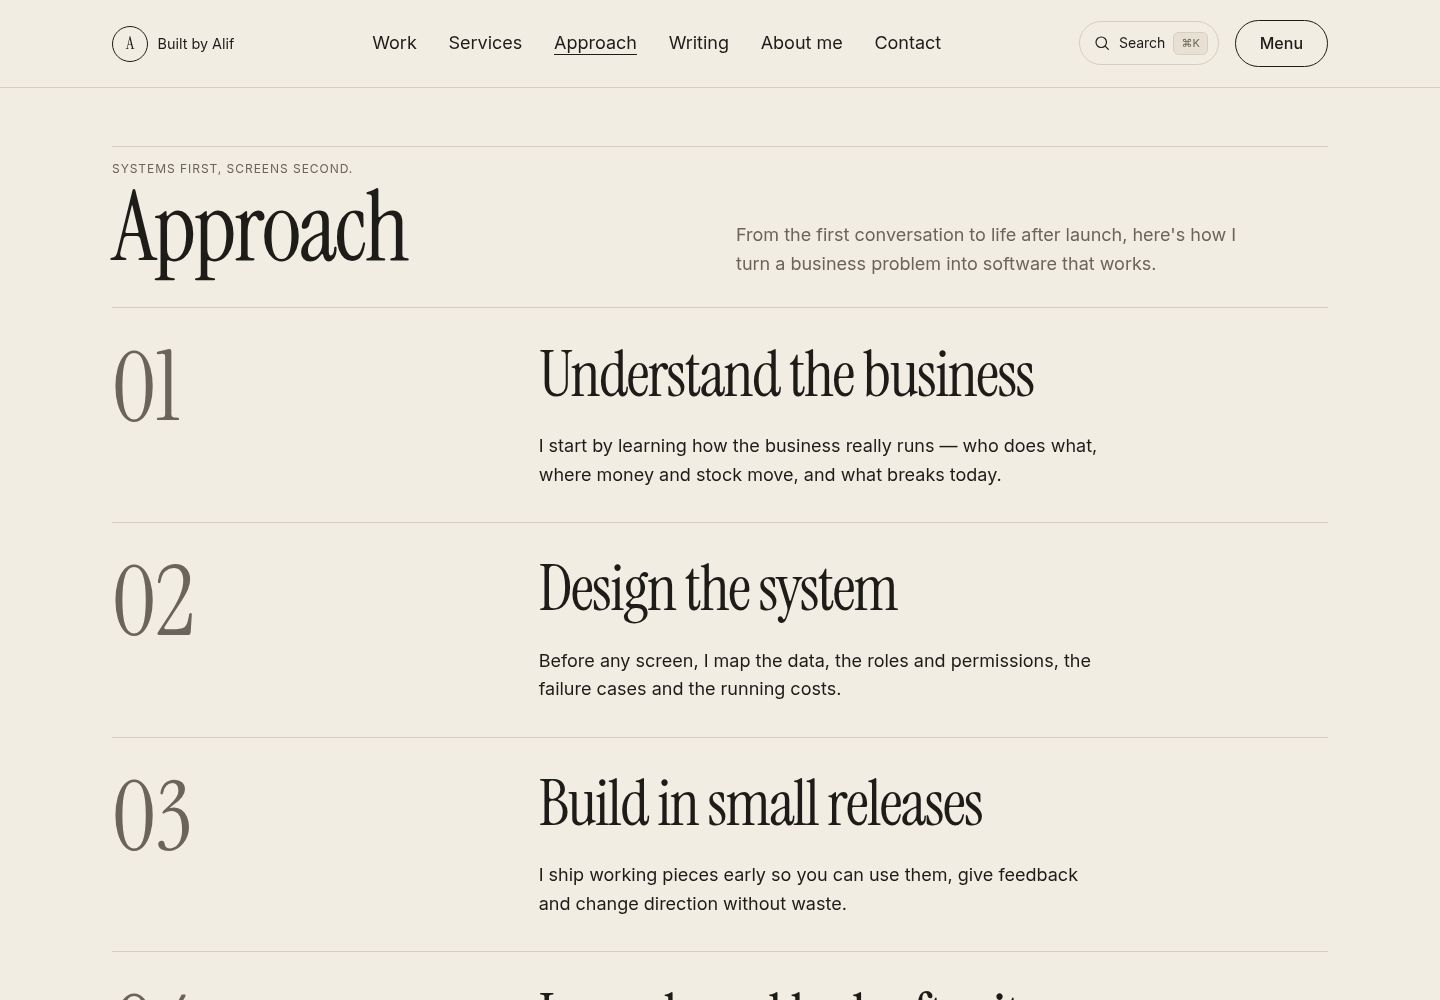 A
Built by Alif
Work
Services
Approach
Writing
About me
Contact
Search
⌘K
Menu
SYSTEMS FIRST, SCREENS SECOND.
Approach
From the first conversation to life after launch, here's how I
turn a business problem into software that works.
01
Understand the business
I start by learning how the business really runs — who does what,
where money and stock move, and what breaks today.
02
Design the system
Before any screen, I map the data, the roles and permissions, the
failure cases and the running costs.
03
Build in small releases
I ship working pieces early so you can use them, give feedback
and change direction without waste.